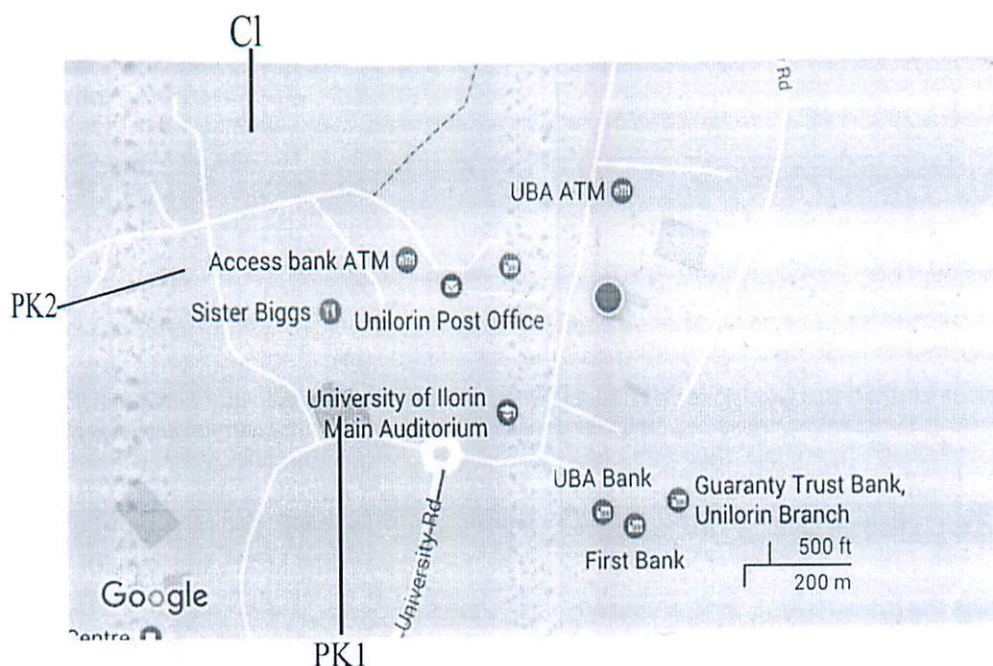 Cl
Rd
UBA ATM
Access bank ATM
PK2
Sister Biggs
Unilorin Post Office
University of Ilorin
Main Auditorium
UBA Bank
Guaranty Trust Bank,
Unilorin Branch
University Rd
First Bank
500 ft
200 m
Google
Centre
PK1